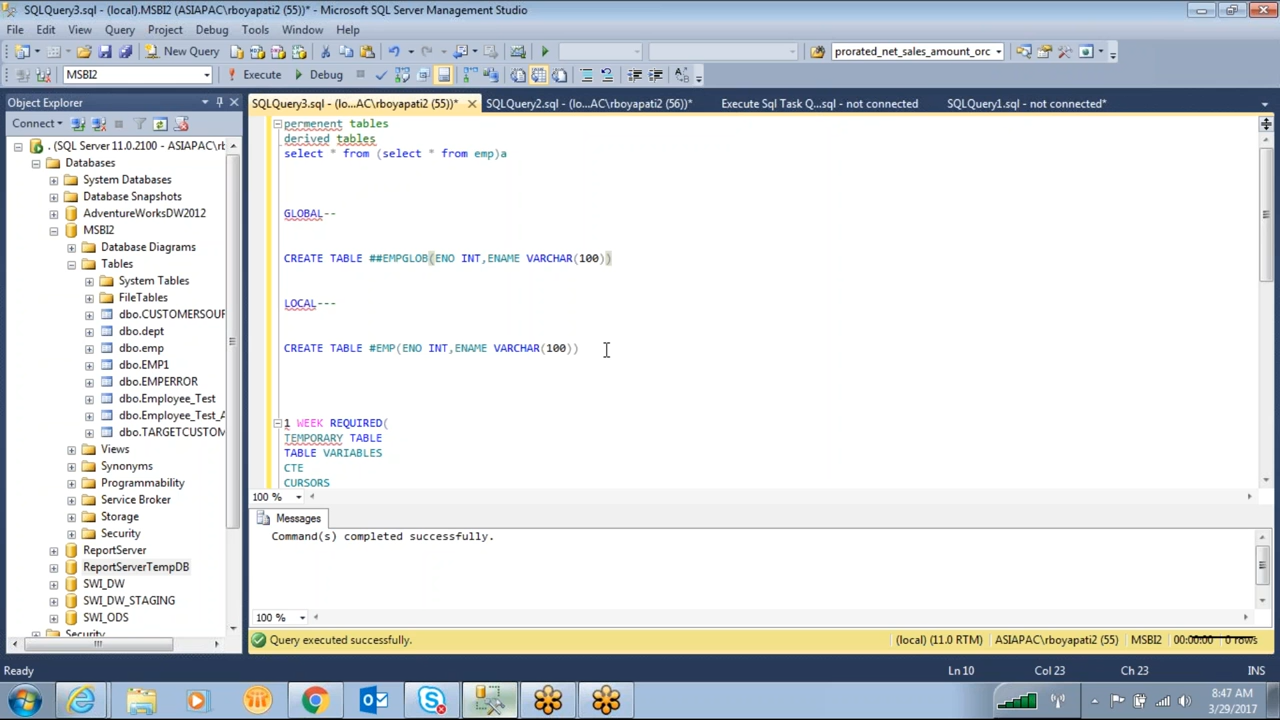 SQLQuery3.sql - (local).MSBI2 (ASIAPAC\rboyapati2 (55))* - Microsoft SQL Server Management Studio
File Edit View Query Project Debug Tools Window Help
New Query
prorated_net_sales_amount_orc
MSBI2 Execute Debug
Object Explorer
SQLQuery3.sql - (lo...AC\rboyapati2 (55))* SQLQuery2.sql - (lo...AC\rboyapati2 (56))* Execute Sql Task Q...sql - not connected SQLQuery1.sql - not connected*
Connect
. (SQL Server 11.0.2100 - ASIAPAC
Databases
System Databases
Database Snapshots
AdventureWorksDW2012
MSBI2
Database Diagrams
Tables
System Tables
FileTables
dbo.CUSTOMERSOUR
dbo.dept
dbo.emp
dbo.EMP1
dbo.EMPERROR
dbo.Employee_Test
dbo.Employee_Test_A
dbo.TARGETCUSTOM
Views
Synonyms
Programmability
Service Broker
Storage
Security
ReportServer
ReportServerTempDB
SWI_DW
SWI_DW_STAGING
SWI_ODS
Security
permenent tables
derived tables
select * from (select * from emp)a
GLOBAL--
CREATE TABLE ##EMPGLOB(ENO INT,ENAME VARCHAR(100))
LOCAL---
CREATE TABLE #EMP(ENO INT,ENAME VARCHAR(100))
1 WEEK REQUIRED(
TEMPORARY TABLE
TABLE VARIABLES
CTE
CURSORS
100 %
Messages
Command(s) completed successfully.
100 %
Query executed successfully. (local) (11.0 RTM) ASIAPAC\rboyapati2 (55) MSBI2 00:00:00 0 rows
Ready Ln 10 Col 23 Ch 23 INS
8:47 AM
3/29/2017